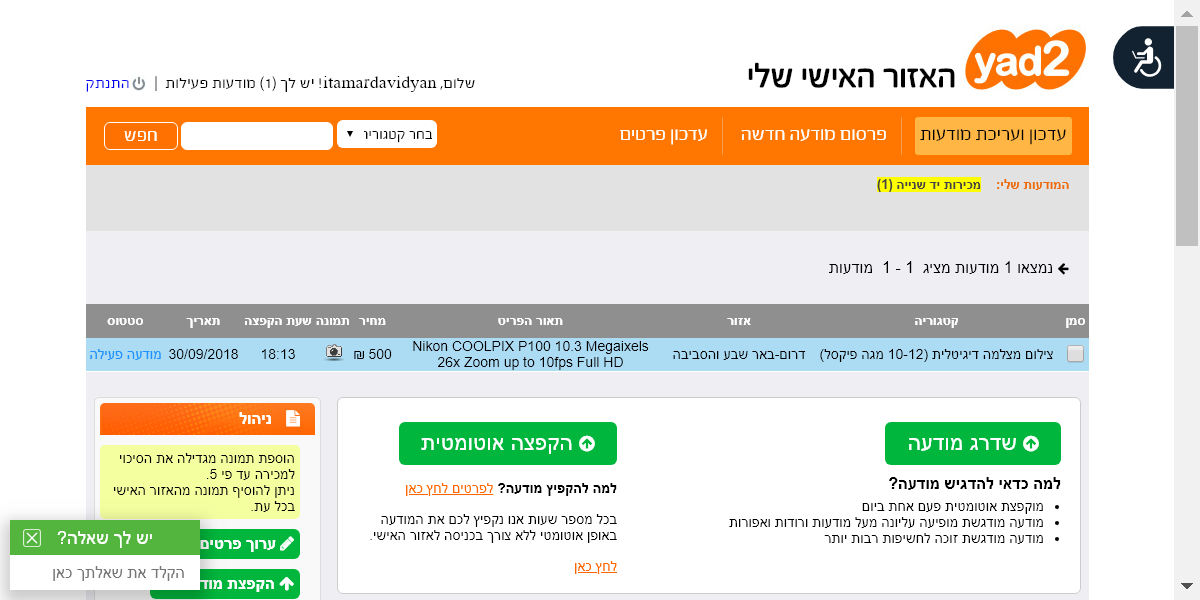 yad2
האזור האישי שלי
שלום, itamardavidyan! יש לך (1) מודעות פעילות | התנתק
עדכון ועריכת מודעות
פרסום מודעה חדשה
עדכון פרטים
בחר קטגוריה
חפש
המודעות שלי: מכירות יד שנייה (1)
נמצאו 1 מודעות מציג 1 - 1 מודעות
סמן קטגוריה אזור תאור הפריט מחיר תמונה שעת הקפצה תאריך סטטוס
צילום מצלמה דיגיטלית (10-12 מגה פיקסל) דרום-באר שבע והסביבה Nikon COOLPIX P100 10.3 Megaixels 500 ₪ 18:13 30/09/2018 מודעה פעילה
26x Zoom up to 10fps Full HD
שדרג מודעה
למה כדאי להדגיש מודעה?
• מוקפצת אוטומטית פעם אחת ביום
• מודעה מודגשת מופיעה עליונה מעל מודעות ורודות ואפורות
• מודעה מודגשת זוכה לחשיפות רבות יותר
הקפצה אוטומטית
למה להקפיץ מודעה? לפרטים לחץ כאן
בכל מספר שעות אנו נקפיץ לכם את המודעה
באופן אוטומטי ללא צורך בכניסה לאזור האישי.
לחץ כאן
ניהול
הוספת תמונה מגדילה את הסיכוי
למכירה עד פי 5.
ניתן להוסיף תמונה מהאזור האישי
בכל עת.
ערוך פרטים
הקפצת מוד
יש לך שאלה?
הקלד את שאלתך כאן